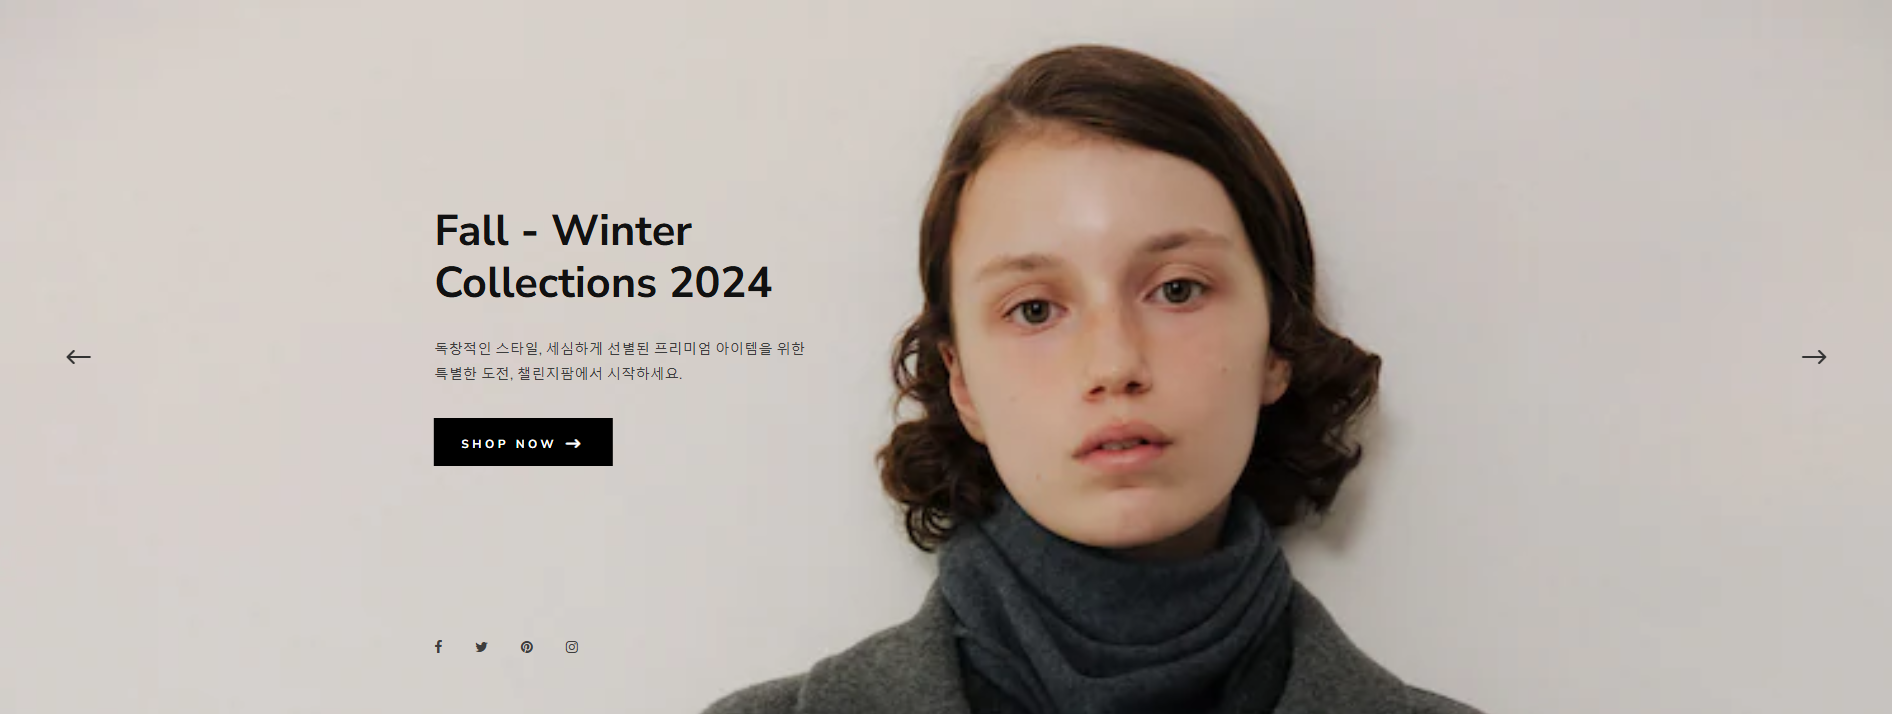 Fall - Winter
Collections 2024
독창적인 스타일, 세심하게 선별된 프리미엄 아이템을 위한
특별한 도전, 챌린지팜에서 시작하세요.
SHOP NOW